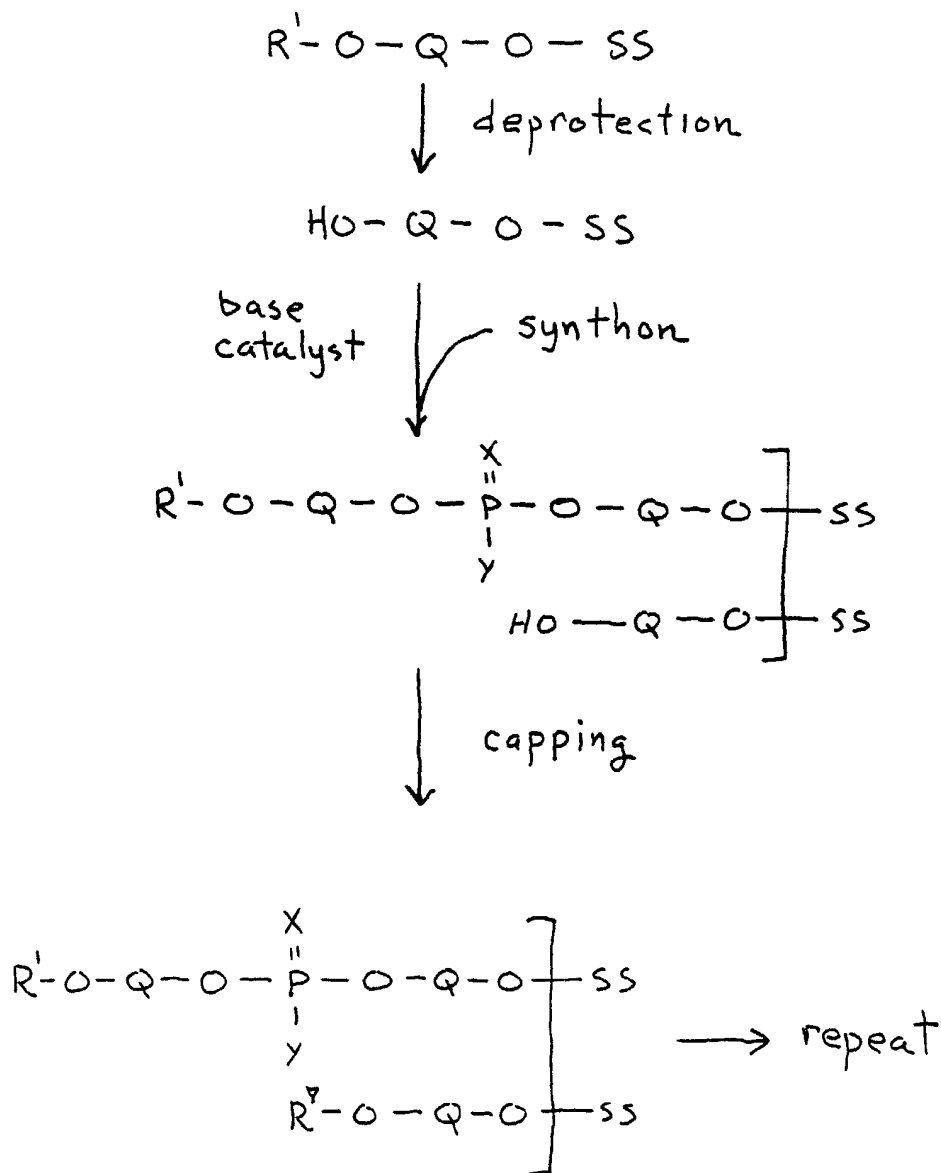 R'-O-Q-O-SS
deprotection
HO-Q-O-SS
base
catalyst
synthon
X
R'-O-Q-O-P-O-Q-O-SS
Y
HO-Q-O-SS
capping
X
R'-O-Q-O-P-O-Q-O-SS
Y
repeat
R▽-O-Q-O-SS